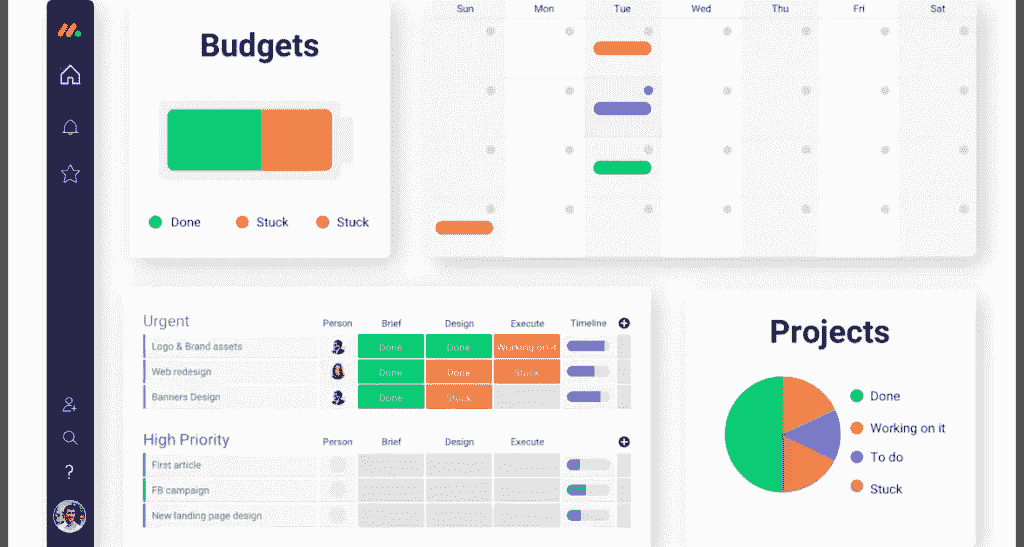 Sun Mon Tue Wed Thu Fri Sat
Budgets
Done Stuck Stuck
Urgent Person Brief Design Execute Timeline
Logo & Brand assets Done Done Working on it
Web redesign Done Done Stuck
Banners Design Done Stuck
High Priority Person Brief Design Execute
First article
FB campaign
New landing page design
?
Projects
Done
Working on it
To do
Stuck